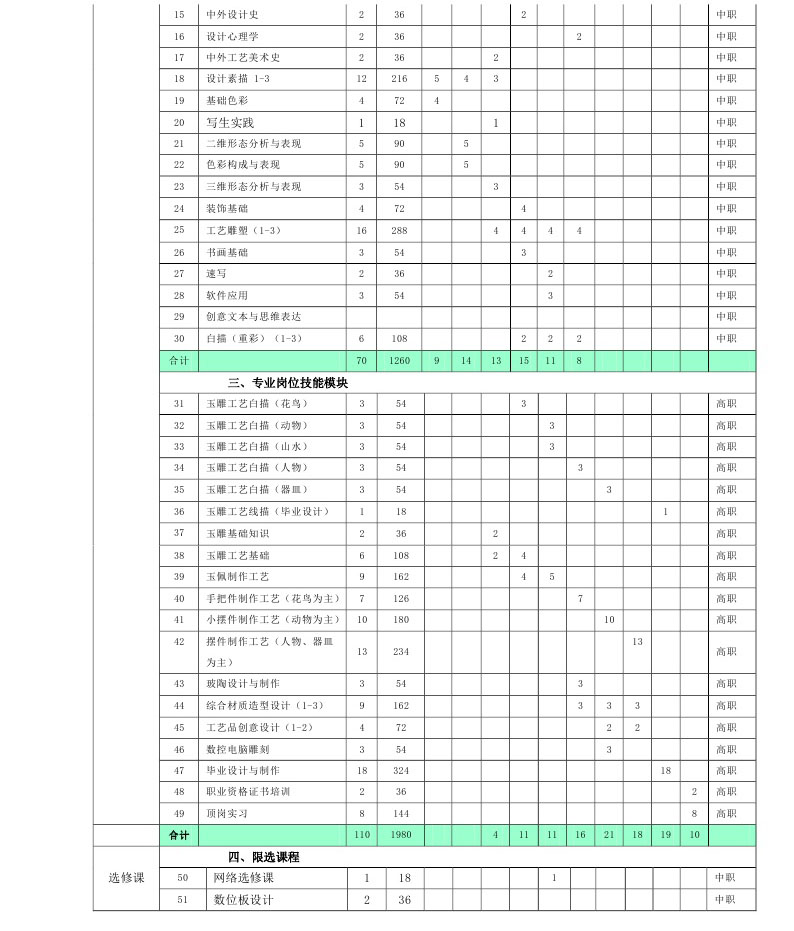 15 中外设计史 2 36 2 中职
16 设计心理学 2 36 2 中职
17 中外工艺美术史 2 36 2 中职
18 设计素描 1-3 12 216 5 4 3 中职
19 基础色彩 4 72 4 中职
20 写生实践 1 18 1 中职
21 二维形态分析与表现 5 90 5 中职
22 色彩构成与表现 5 90 5 中职
23 三维形态分析与表现 3 54 3 中职
24 装饰基础 4 72 4 中职
25 工艺雕塑（1-3） 16 288 4 4 4 4 中职
26 书画基础 3 54 3 中职
27 速写 2 36 2 中职
28 软件应用 3 54 3 中职
29 创意文本与思维表达 中职
30 白描（重彩）（1-3） 6 108 2 2 2 中职
合计 70 1260 9 14 13 15 11 8
三、专业岗位技能模块
31 玉雕工艺白描（花鸟） 3 54 3 高职
32 玉雕工艺白描（动物） 3 54 3 高职
33 玉雕工艺白描（山水） 3 54 3 高职
34 玉雕工艺白描（人物） 3 54 3 高职
35 玉雕工艺白描（器皿） 3 54 3 高职
36 玉雕工艺线描（毕业设计） 1 18 1 高职
37 玉雕基础知识 2 36 2 高职
38 玉雕工艺基础 6 108 2 4 高职
39 玉佩制作工艺 9 162 4 5 高职
40 手把件制作工艺（花鸟为主） 7 126 7 高职
41 小摆件制作工艺（动物为主） 10 180 10 高职
42 摆件制作工艺（人物、器皿
为主） 13 234 13 高职
43 玻陶设计与制作 3 54 3 高职
44 综合材质造型设计（1-3） 9 162 3 3 3 高职
45 工艺品创意设计（1-2） 4 72 2 2 高职
46 数控电脑雕刻 3 54 3 高职
47 毕业设计与制作 18 324 18 高职
48 职业资格证书培训 2 36 2 高职
49 顶岗实习 8 144 8 高职
合计 110 1980 4 11 11 16 21 18 19 10
四、限选课程
选修课 50 网络选修课 1 18 1 中职
51 数位板设计 2 36 中职